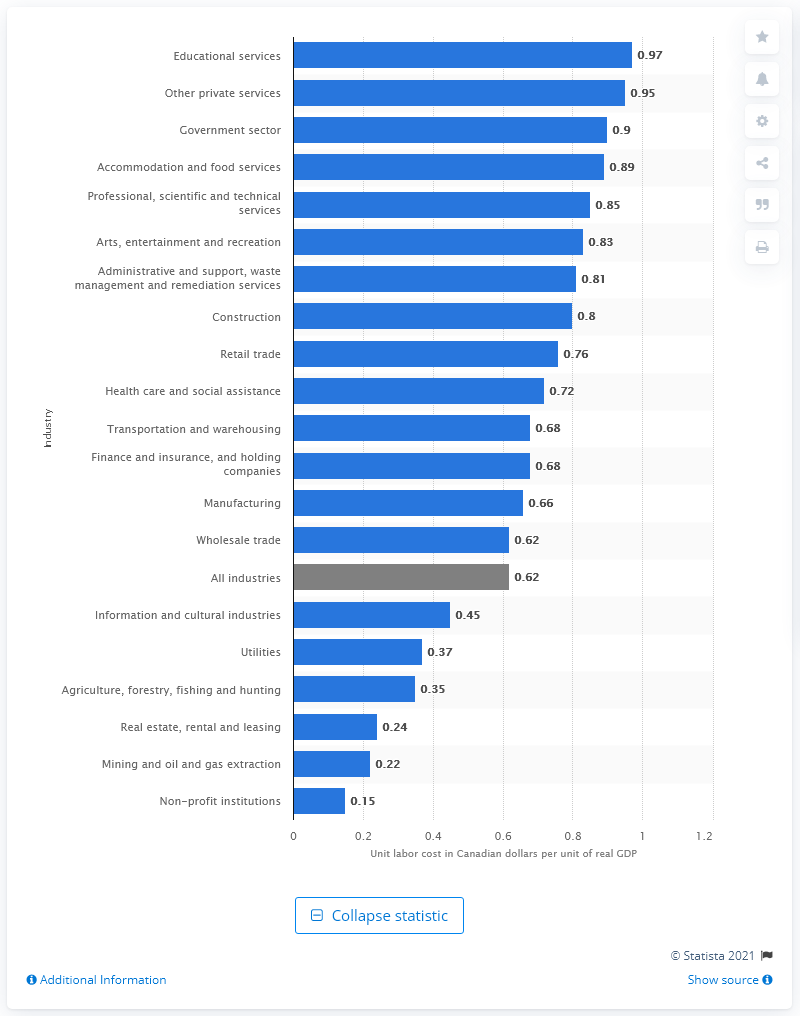 Educational services
0.97
Other private services
0.95
Government sector
0.9
Accommodation and food services
0.89
Professional, scientific and technical
services
0.85
Arts, entertainment and recreation
0.83
Administrative and support, waste
management and remediation services
0.81
Construction
0.8
Retail trade
0.76
Health care and social assistance
0.72
Industry
Transportation and warehousing
0.68
Finance and insurance, and holding
companies
0.68
Manufacturing
0.66
Wholesale trade
0.62
All industries
0.62
Information and cultural industries
0.45
Utilities
0.37
Agriculture, forestry, fishing and hunting
0.35
Real estate, rental and leasing
0.24
Mining and oil and gas extraction
0.22
Non-profit institutions
0.15
0 0.2 0.4 0.6 0.8 1 1.2
Unit labor cost in Canadian dollars per unit of real GDP
Collapse statistic
© Statista 2021
Additional Information
Show source